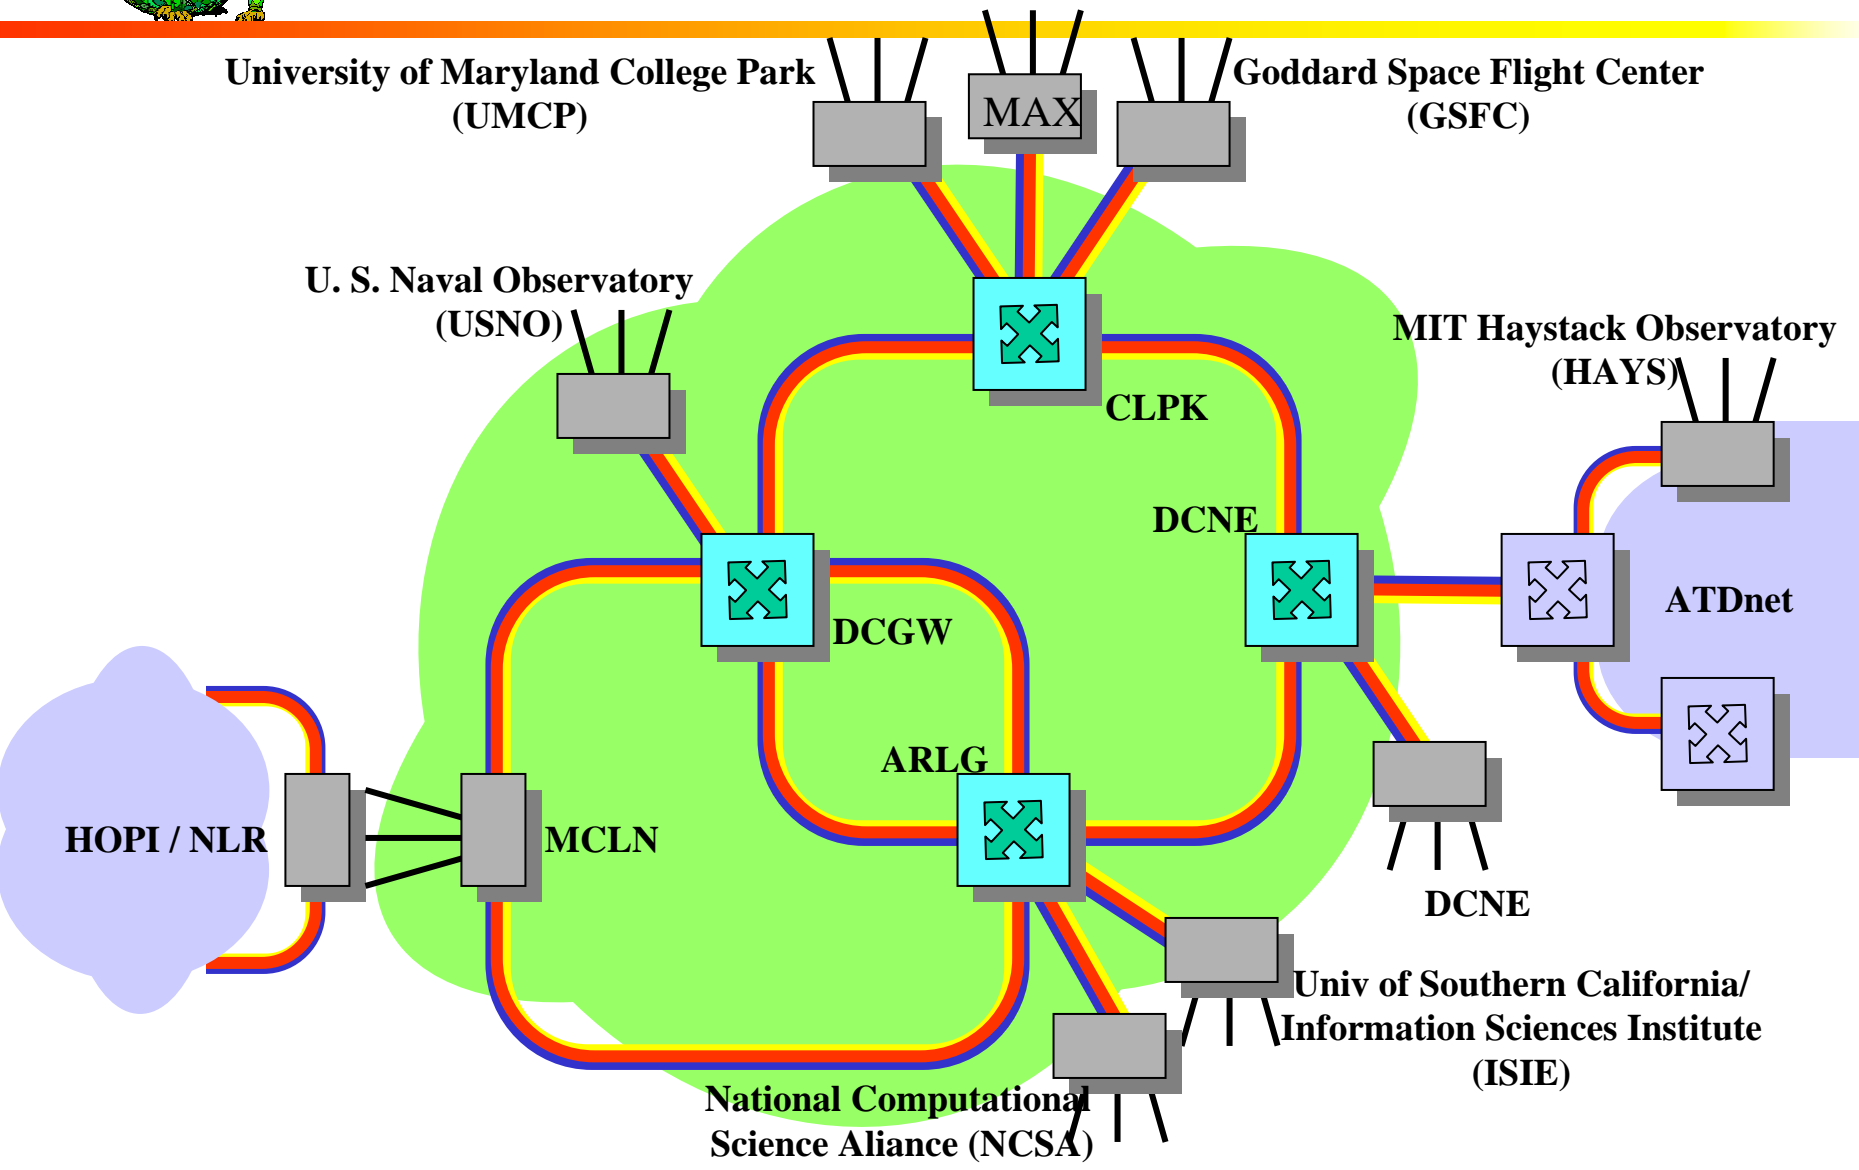 University of Maryland College Park
(UMCP)
MAX
Goddard Space Flight Center
(GSFC)
U. S. Naval Observatory
(USNO)
MIT Haystack Observatory
(HAYS)
CLPK
DCNE
ATDnet
DCGW
ARLG
HOPI / NLR
MCLN
DCNE
Univ of Southern California/
Information Sciences Institute
(ISIE)
National Computational
Science Aliance (NCSA)